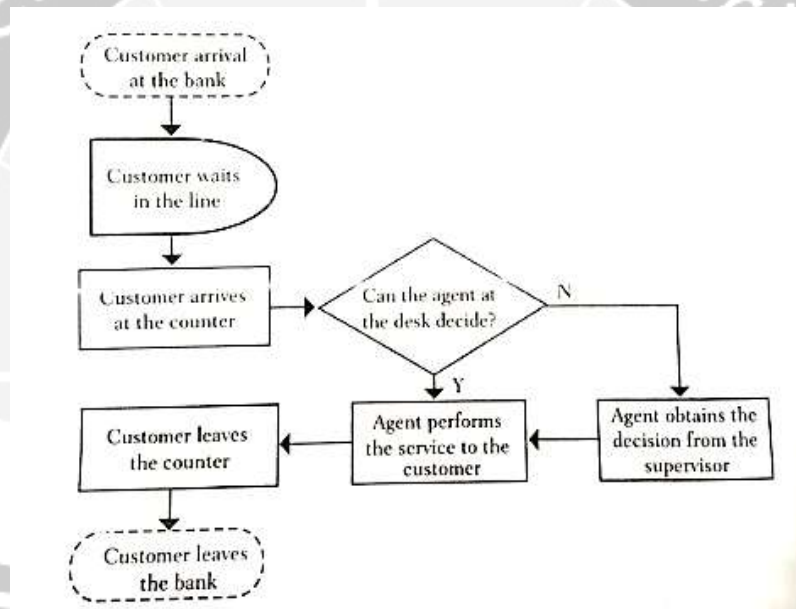 Customer arrival
at the bank
Customer waits
in the line
Customer arrives
at the counter
Can the agent at
the desk decide?
N
Y
Agent obtains the
decision from the
supervisor
Agent performs
the service to the
customer
Customer leaves
the counter
Customer leaves
the bank